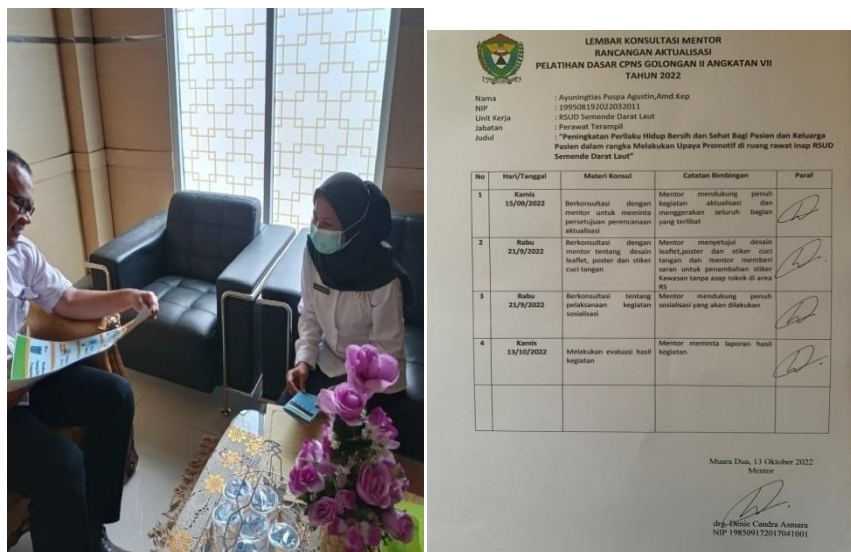 LEMBAR KONSULTASI MENTOR
RANCANGAN AKTUALISASI
PELATIHAN DASAR CPNS GOLONGAN II ANGKATAN VII
TAHUN 2022
Nama : Ayuningtias Puspa Agustin,Amd.Kep
NIP : 199508192022032011
Unit Kerja : RSUD Semende Darat Laut
Jabatan : Perawat Terampil
Judul : "Peningkatan Perilaku Hidup Bersih dan Sehat Bagi Pasien dan Keluarga
Pasien dalam rangka Melakukan Upaya Promotif di ruang rawat inap RSUD
Semende Darat Laut"
No Hari/Tanggal Materi Konsul Catatan Bimbingan Paraf
1
Kamis
15/09/2022
Berkonsultasi dengan
mentor untuk meminta
persetujuan perencanaan
aktualisasi
Mentor mendukung penuh
kegiatan aktualisasi dan
menggerakan seluruh bagian
yang terlibat
2
Rabu
21/9/2022
Berkonsultasi dengan
mentor tentang desain
leaflet, poster dan stiker
cuci tangan
Mentor menyetujui desain
leaflet,poster dan stiker cuci
tangan dan mentor memberi
saran untuk penambahan stiker
Kawasan tanpa asap rokok di area
RS
3
Rabu
21/9/2022
Berkonsultasi tentang
pelaksanaan kegiatan
sosialisasi
Mentor mendukung penuh
sosialisasi yang akan dilakukan
4
Kamis
13/10/2022
Melakukan evaluasi hasil
kegiatan
Mentor meminta laporan hasil
kegiatan
Muara Dua, 13 Oktober 2022
Mentor
drg. Denie Candra Asmara
NIP 198509172017041001